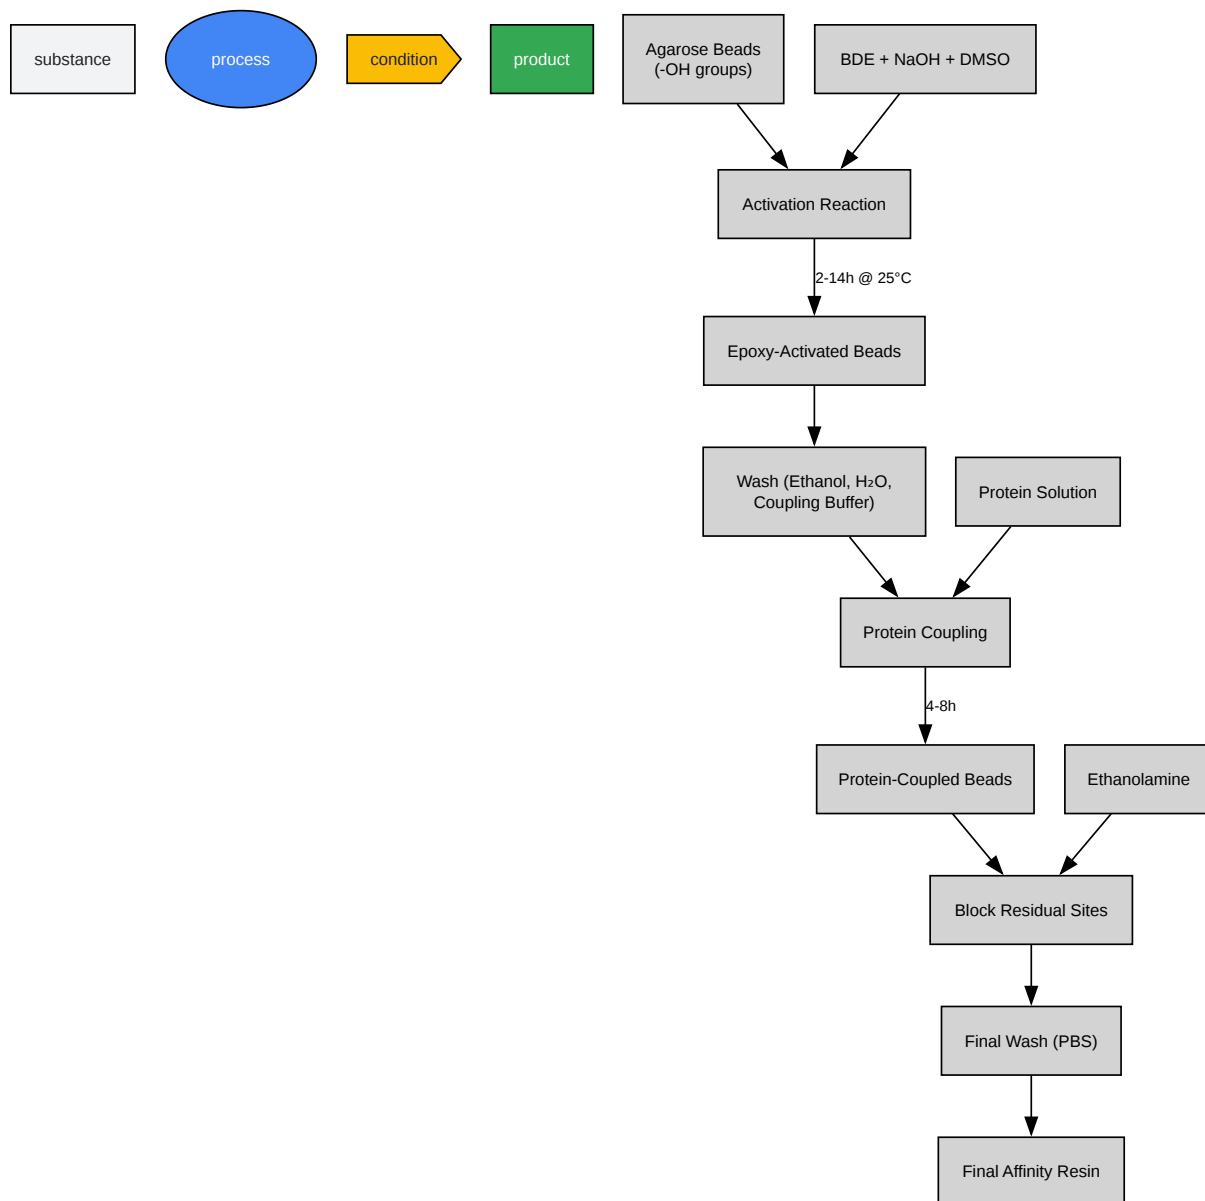 substance
process
condition
product
Agarose Beads
(-OH groups)
BDE + NaOH + DMSO
Activation Reaction
2-14h @ 25°C
Epoxy-Activated Beads
Wash (Ethanol, H₂O,
Coupling Buffer)
Protein Solution
Protein Coupling
4-8h
Protein-Coupled Beads
Ethanolamine
Block Residual Sites
Final Wash (PBS)
Final Affinity Resin